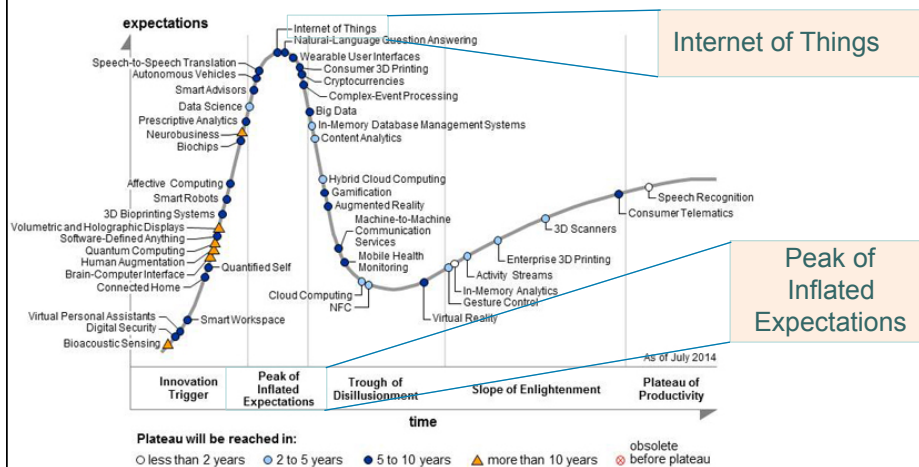 expectations
Internet of Things
Natural-Language Question Answering
Wearable User Interfaces
Speech-to-Speech Translation
Consumer 3D Printing
Autonomous Vehicles
Cryptocurrencies
Smart Advisors
Complex-Event Processing
Data Science
Big Data
Prescriptive Analytics
In-Memory Database Management Systems
Neurobusiness
Content Analytics
Biochips
Hybrid Cloud Computing
Affective Computing
Gamification
Smart Robots
Augmented Reality
3D Bioprinting Systems
Machine-to-Machine
Communication
Services
Volumetric and Holographic Displays
Software-Defined Anything
Quantum Computing
Human Augmentation
Mobile Health
Monitoring
Brain-Computer Interface
Quantified Self
Connected Home
Cloud Computing
NFC
Virtual Personal Assistants
Smart Workspace
Digital Security
Bioacoustic Sensing
Speech Recognition
Consumer Telematics
3D Scanners
Enterprise 3D Printing
Activity Streams
In-Memory Analytics
Gesture Control
Virtual Reality
As of July 2014
Innovation
Trigger
Peak of
Inflated
Expectations
Trough of
Disillusionment
Slope of Enlightenment
Plateau of
Productivity
time
Plateau will be reached in:
less than 2 years
2 to 5 years
5 to 10 years
more than 10 years
obsolete
before plateau
Internet of Things
Peak of
Inflated
Expectations